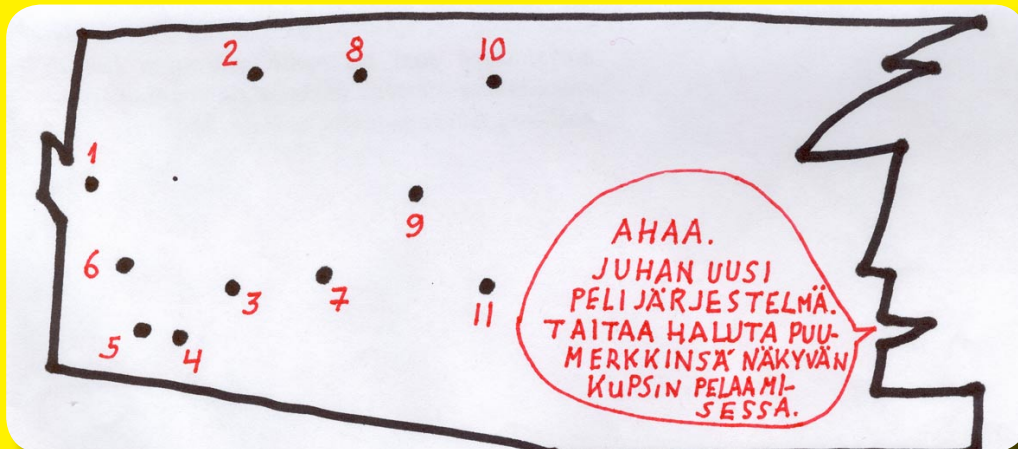 2 8 10
1
9
6
3 7 11
5 4
AHAA.
JUHAN UUSI
PELIJÄRJESTELMÄ.
TAITAA HALUTA PUU-
MERKKINSÄ NÄKYVÄN
KUPSIN PELAAMI-
SESSA.